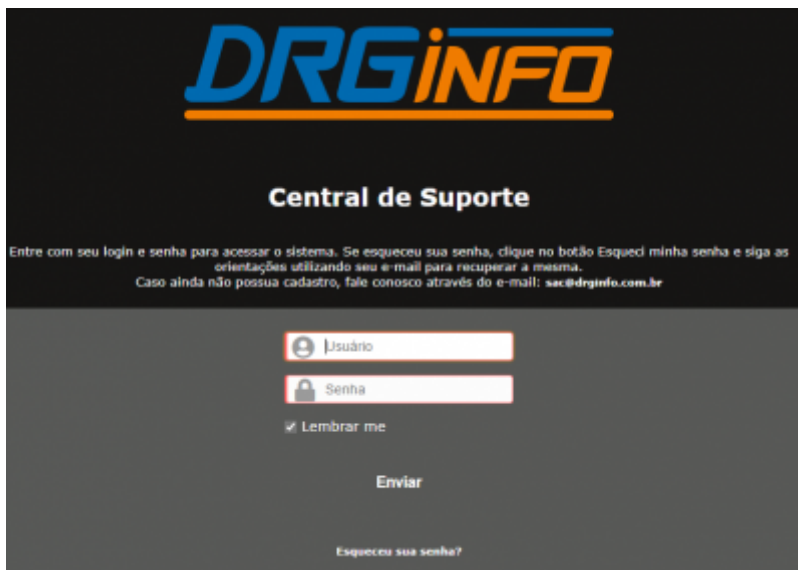 DRGiNFO
Central de Suporte
Entre com seu login e senha para acessar o sistema. Se esqueceu sua senha, clique no botão Esqueci minha senha e siga as
orientações utilizando seu e-mail para recuperar a mesma.
Caso ainda não possua cadastro, fale conosco através do e-mail: sac@drginfo.com.br
Usuário
Senha
Lembrar me
Enviar
Esqueceu sua senha?